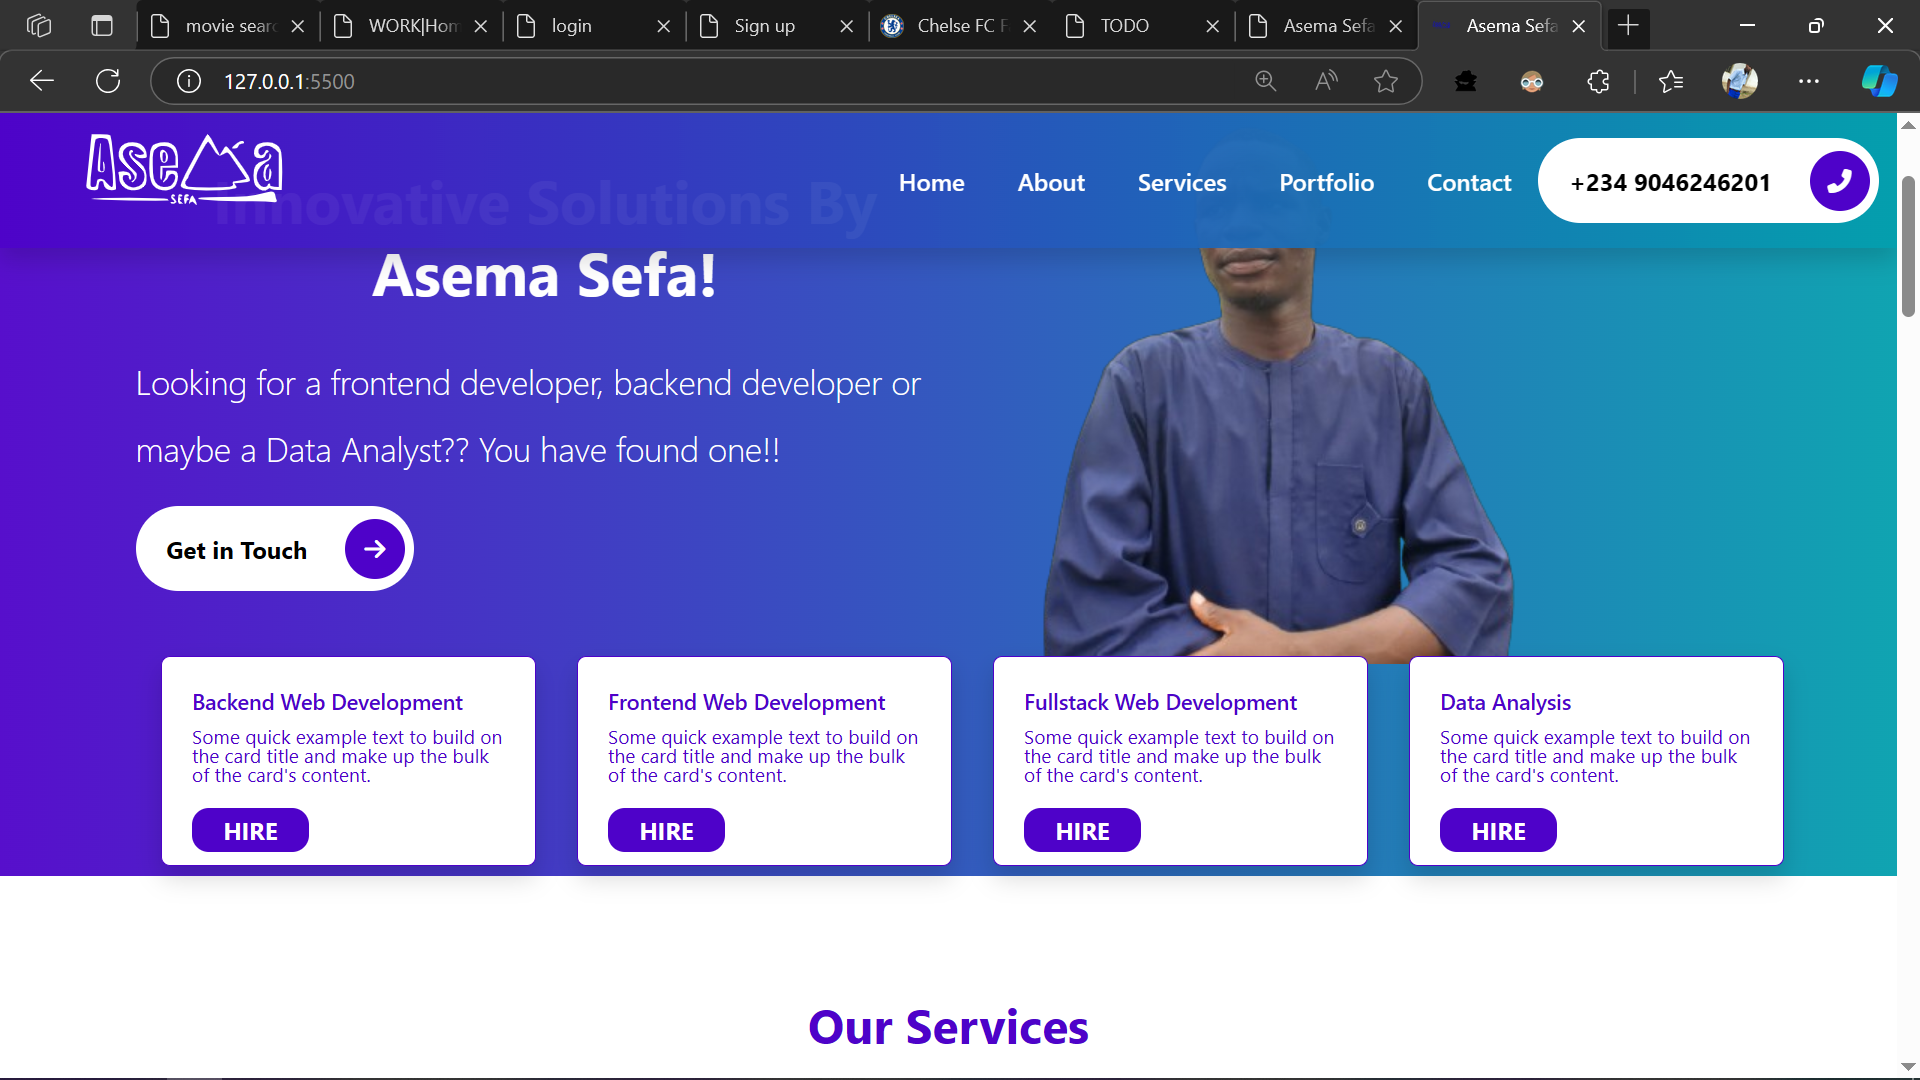 movie sear
WORK|Hom
login
Sign up
Chelse FC F
TODO
Asema Sefa
Asema Sefa
127.0.0.1:5500
Asema
SEFA
Home
About
Services
Portfolio
Contact
+234 9046246201
Innovative Solutions By
Asema Sefa!
Looking for a frontend developer, backend developer or
maybe a Data Analyst?? You have found one!!
Get in Touch
Backend Web Development
Some quick example text to build on
the card title and make up the bulk
of the card's content.
HIRE
Frontend Web Development
Some quick example text to build on
the card title and make up the bulk
of the card's content.
HIRE
Fullstack Web Development
Some quick example text to build on
the card title and make up the bulk
of the card's content.
HIRE
Data Analysis
Some quick example text to build on
the card title and make up the bulk
of the card's content.
HIRE
Our Services